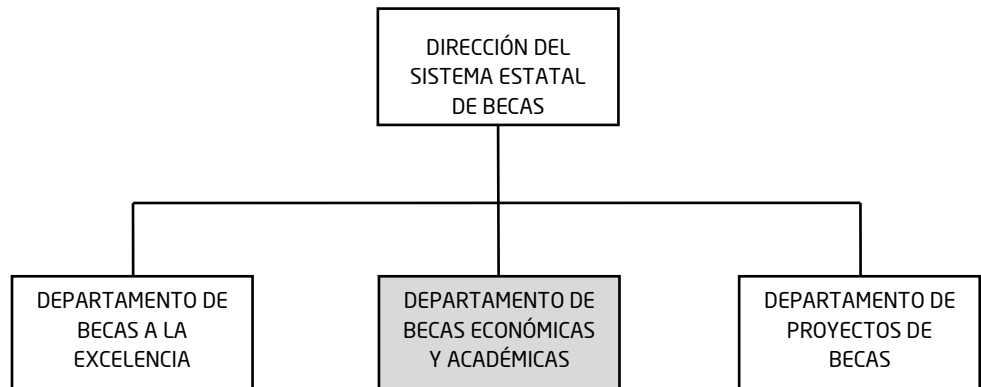 DIRECCIÓN DEL
SISTEMA ESTATAL
DE BECAS
DEPARTAMENTO DE
BECAS A LA
EXCELENCIA
DEPARTAMENTO DE
BECAS ECONÓMICAS
Y ACADÉMICAS
DEPARTAMENTO DE
PROYECTOS DE
BECAS